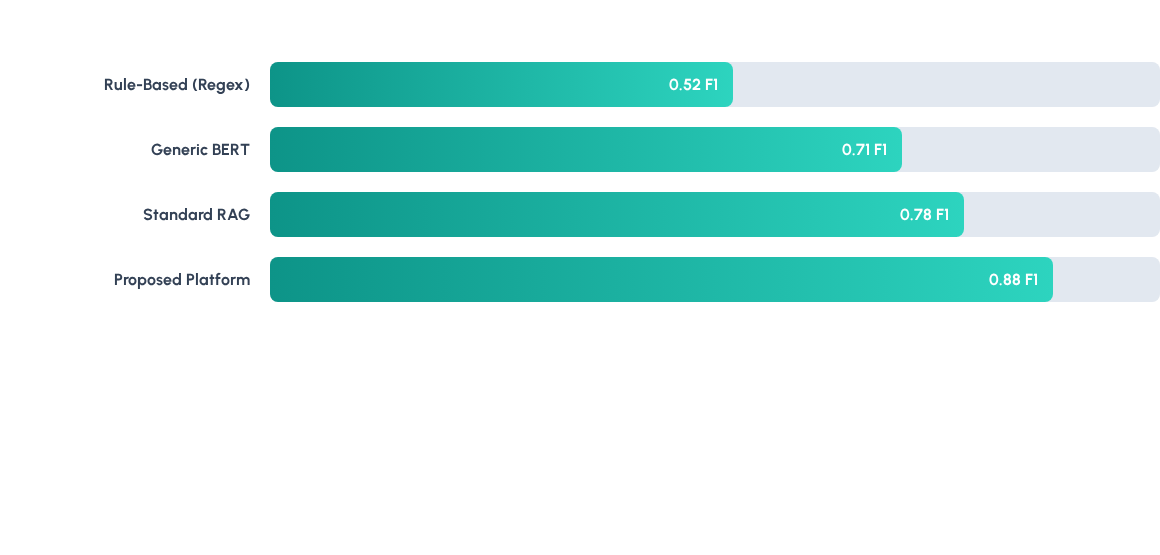 Rule-Based (Regex) 0.52 F1
Generic BERT 0.71 F1
Standard RAG 0.78 F1
Proposed Platform 0.88 F1